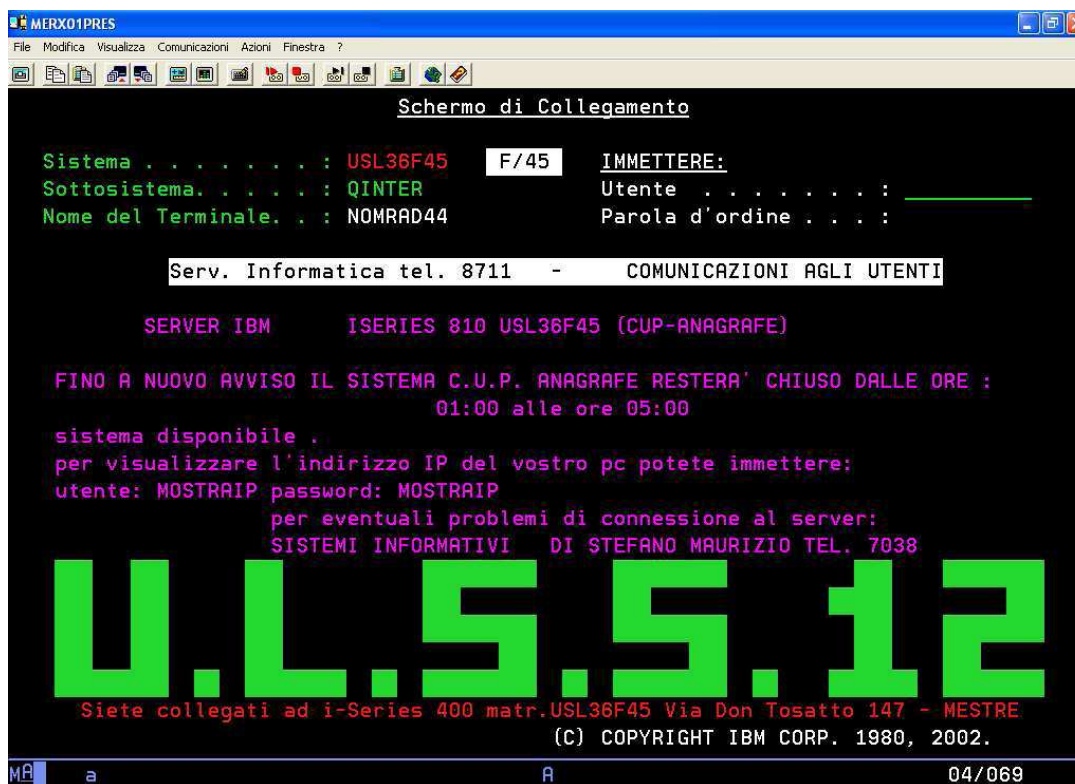 MERX01PRES
File Modifica Visualizza Comunicazioni Azioni Finestra ?
Schermo di Collegamento
Sistema . . . . . . . : USL36F45 F/45 IMMETTERE:
Sottosistema. . . . . : QINTER Utente . . . . . . . :
Nome del Terminale. . : NOMRAD44 Parola d'ordine . . . :
Serv. Informatica tel. 8711 - COMUNICAZIONI AGLI UTENTI
SERVER IBM ISERIES 810 USL36F45 (CUP-ANAGRAFE)
FINO A NUOVO AVVISO IL SISTEMA C.U.P. ANAGRAFE RESTERA' CHIUSO DALLE ORE :
01:00 alle ore 05:00
sistema disponibile .
per visualizzare l'indirizzo IP del vostro pc potete immettere:
utente: MOSTRAIP password: MOSTRAIP
per eventuali problemi di connessione al server:
SISTEMI INFORMATIVI DI STEFANO MAURIZIO TEL. 7038
U.L.S.S.12
Siete collegati ad i-Series 400 matr.USL36F45 Via Don Tosatto 147 - MESTRE
(C) COPYRIGHT IBM CORP. 1980, 2002.
MA a A 04/069